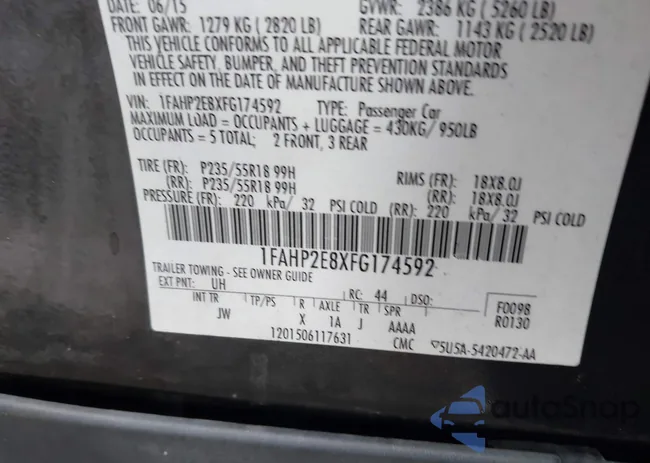 DATE: 06/15 GVWR: 2386 KG ( 5260 LB)
FRONT GAWR: 1279 KG ( 2820 LB) REAR GAWR: 1143 KG ( 2520 LB)
THIS VEHICLE CONFORMS TO ALL APPLICABLE FEDERAL MOTOR
VEHICLE SAFETY, BUMPER, AND THEFT PREVENTION STANDARDS
IN EFFECT ON THE DATE OF MANUFACTURE SHOWN ABOVE.
VIN: 1FAHP2E8XFG174592 TYPE: Passenger Car
MAXIMUM LOAD = OCCUPANTS + LUGGAGE = 430KG/ 950LB
OCCUPANTS = 5 TOTAL; 2 FRONT, 3 REAR
TIRE (FR): P235/55R18 99H RIMS (FR): 18X8.0J
(RR): P235/55R18 99H (RR): 18X8.0J
PRESSURE (FR): 220 kPa/ 32 PSI COLD (RR): 220 kPa/ 32 PSI COLD
1FAHP2E8XFG174592
TRAILER TOWING - SEE OWNER GUIDE
EXT PNT: UH RC: 44 DSO: F0098
INT TR TP/PS R AXLE TR SPR R0130
JW X 1A J AAAA
1201506117631 CMC 5U5A-5420472-AA
autoSnap